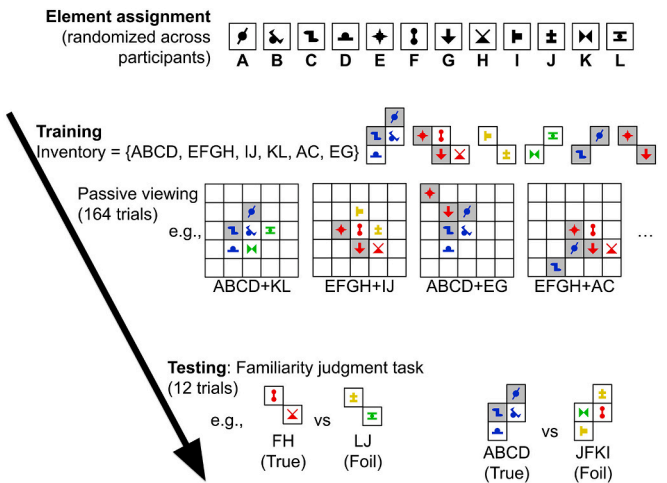 Element assignment
(randomized across
participants)
A B C D E F G H I J K L
Training
Inventory = {ABCD, EFGH, IJ, KL, AC, EG}
Passive viewing
(164 trials)
e.g.,
...
ABCD+KL EFGH+IJ ABCD+EG EFGH+AC
Testing: Familiarity judgment task
(12 trials)
e.g.,
vs
vs
FH LJ ABCD JFKI
(True) (Foil) (True) (Foil)